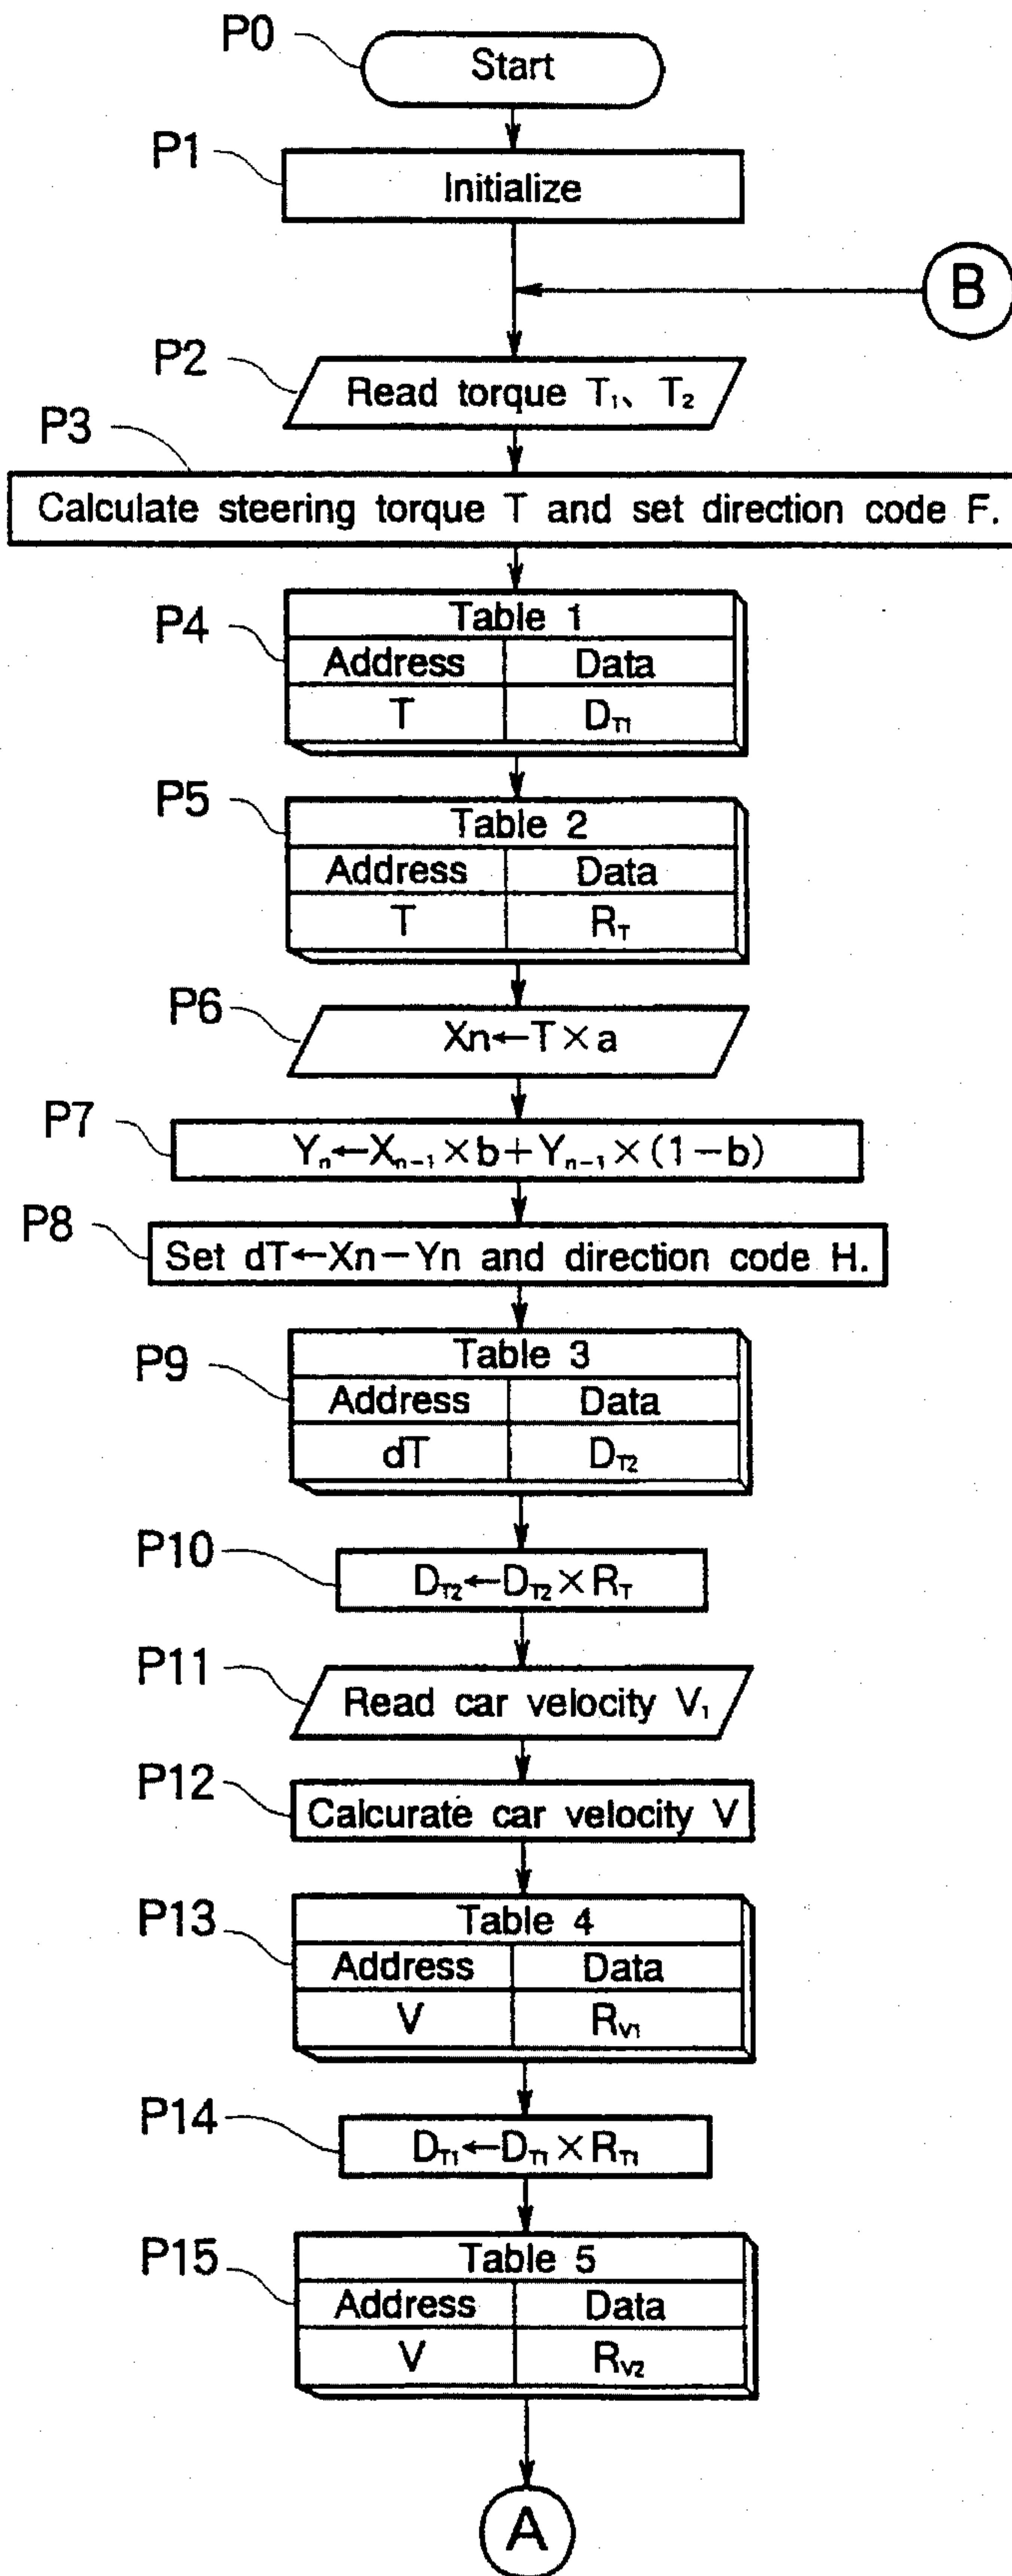 P0
Start
P1
Initialize
B
P2
Read torque T₁、 T₂
P3
Calculate steering torque T and set direction code F.
P4
Table 1
Address Data
T D_T1
P5
Table 2
Address Data
T R_T
P6
Xn←T×a
P7
Yₙ←Xₙ₋₁×b+Yₙ₋₁×(1−b)
P8
Set dT←Xn−Yn and direction code H.
P9
Table 3
Address Data
dT D_T2
P10
D_T2←D_T2×R_T
P11
Read car velocity V₁
P12
Calcurate car velocity V
P13
Table 4
Address Data
V R_V1
P14
D_T1←D_T1×R_T1
P15
Table 5
Address Data
V R_V2
A